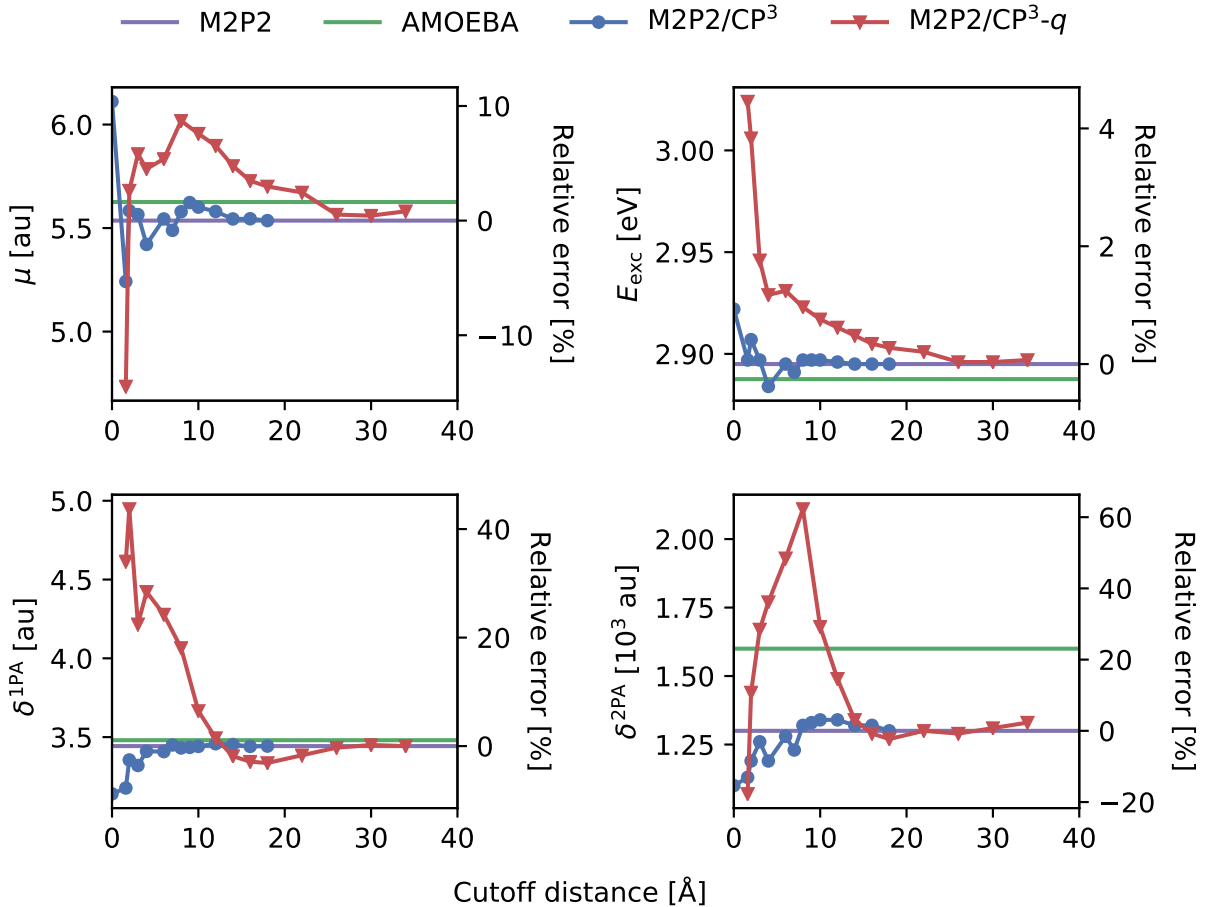 M2P2 AMOEBA M2P2/CP³ M2P2/CP³-q
6.0
5.5
5.0
μ [au]
10
0
−10
Relative error [%]
0 10 20 30 40
3.00
2.95
2.90
E_exc [eV]
4
2
0
Relative error [%]
0 10 20 30 40
5.0
4.5
4.0
3.5
δ^1PA [au]
40
20
0
Relative error [%]
0 10 20 30 40
2.00
1.75
1.50
1.25
δ^2PA [10³ au]
60
40
20
0
−20
Relative error [%]
0 10 20 30 40
Cutoff distance [Å]